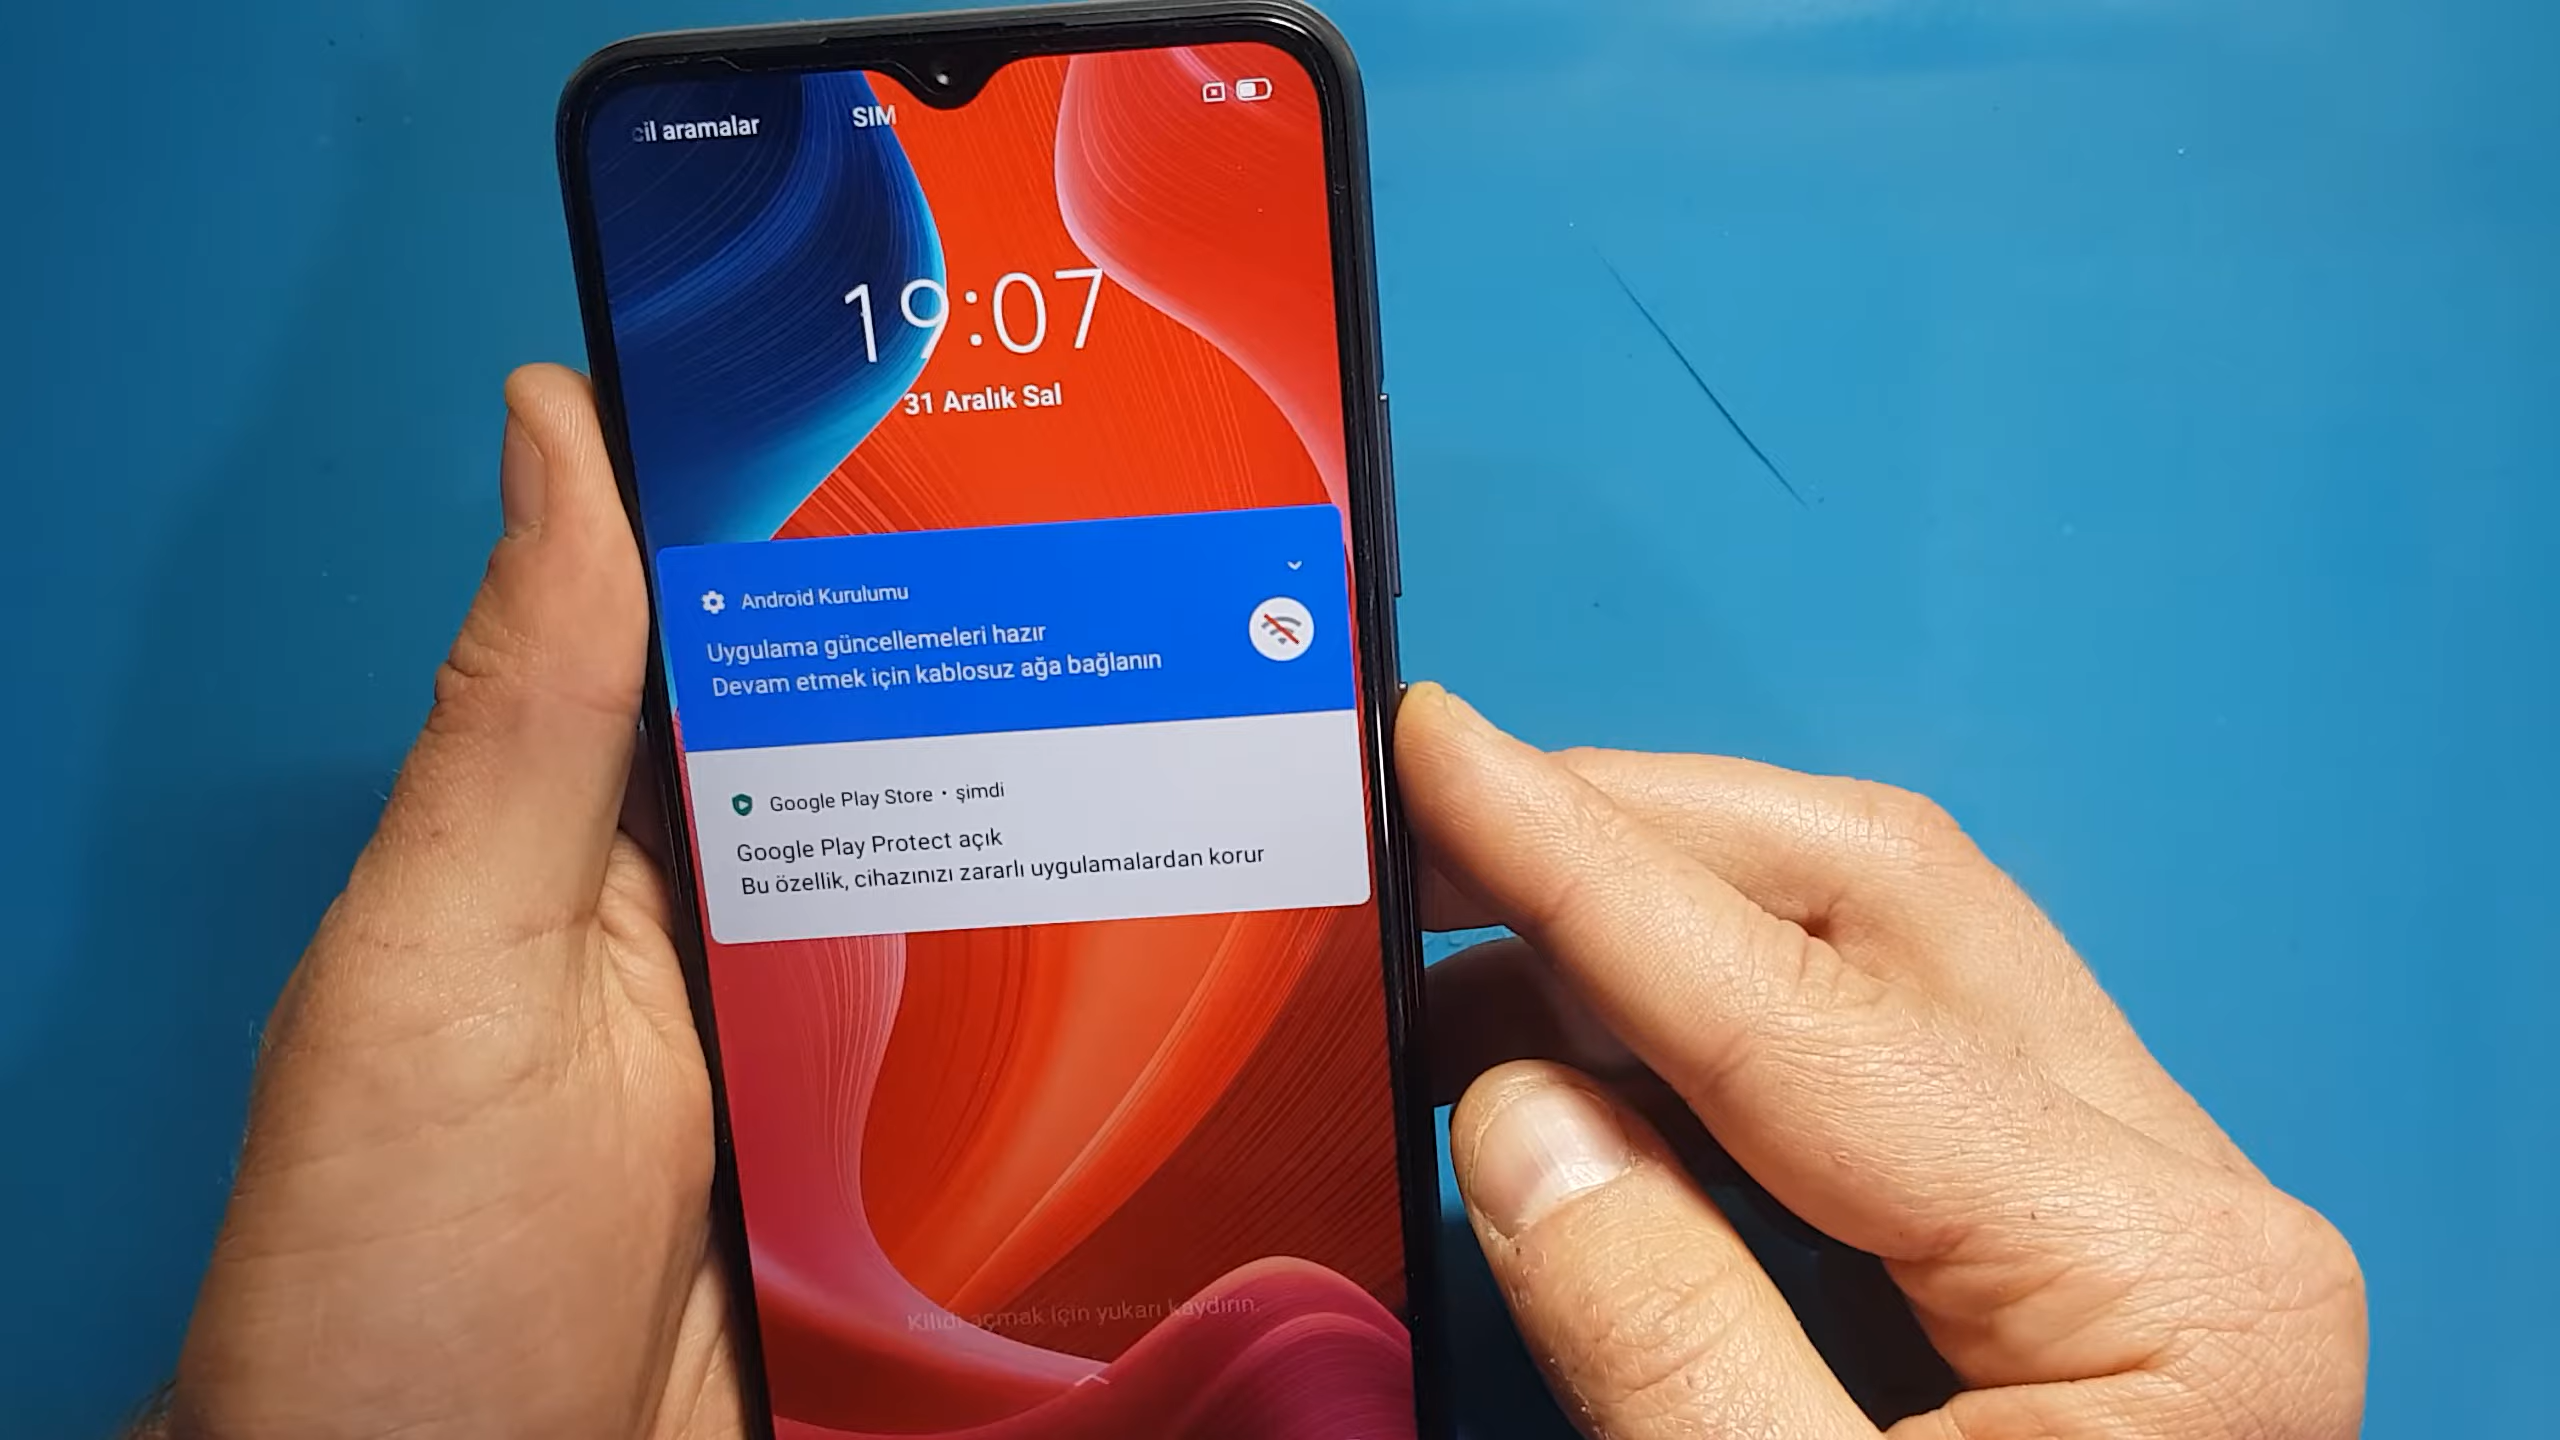 cil aramalar
SIM
19:07
31 Aralık Sal
Android Kurulumu
Uygulama güncellemeleri hazır
Devam etmek için kablosuz ağa bağlanın
Google Play Store • şimdi
Google Play Protect açık
Bu özellik, cihazınızı zararlı uygulamalardan korur
Kilidi açmak için yukarı kaydırın.